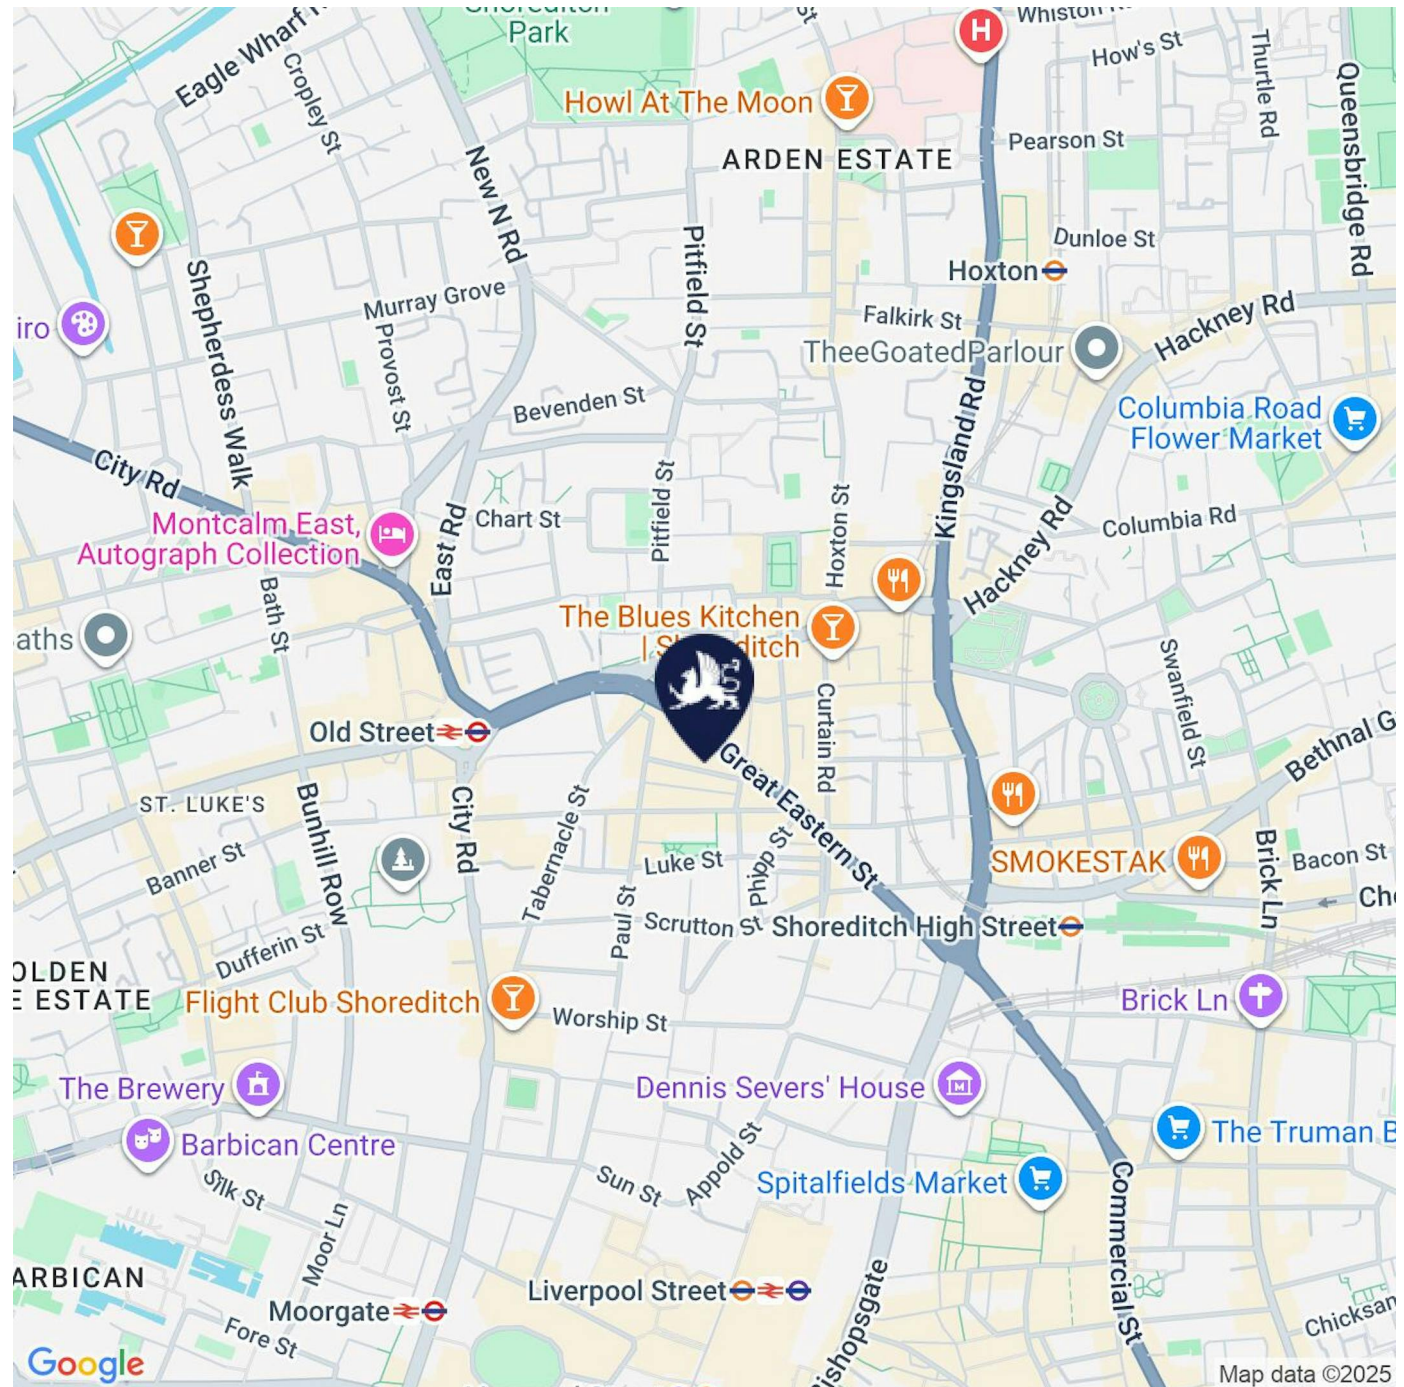 Shoreditch
Park
Whiston Rd
Eagle Wharf R
Cropley St
How's St
Thurtle Rd
Queensbridge Rd
Howl At The Moon
Pearson St
ARDEN ESTATE
New N Rd
Pitfield St
Dunloe St
Hoxton
Shepherdess Walk
Murray Grove
Provost St
iro
Falkirk St
TheeGoatedParlour
Hackney Rd
Bevenden St
Kingsland Rd
Columbia Road
Flower Market
City Rd
Pitfield St
Hoxton St
Montcalm East,
Autograph Collection
East Rd
Chart St
Columbia Rd
Hackney Rd
Bath St
The Blues Kitchen
aths
Swanfield St
Curtain Rd
Old Street
Great Eastern St
Bethnal G
ST. LUKE'S
Bunhill Row
City Rd
Tabernacle St
Banner St
Luke St
Phipp St
SMOKESTAK
Brick Ln
Bacon St
Che
Paul St
Scrutton St
Shoreditch High Street
Dufferin St
OLDEN
E ESTATE
Flight Club Shoreditch
Worship St
Brick Ln
The Brewery
Dennis Severs' House
Barbican Centre
Appold St
The Truman B
Silk St
Sun St
Spitalfields Market
Commercial St
Moor Ln
ARBICAN
Liverpool Street
Bishopsgate
Moorgate
Fore St
Chicksan
Google
Map data ©2025